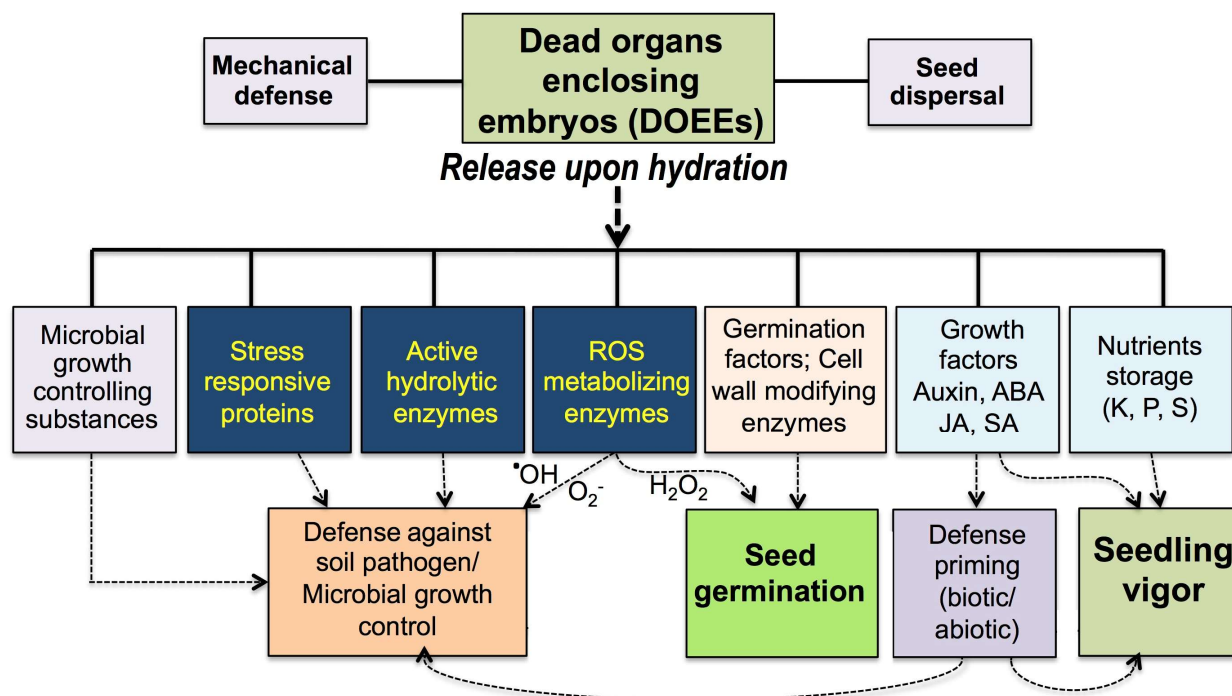 Mechanical
defense
Dead organs
enclosing
embryos (DOEEs)
Seed
dispersal
Release upon hydration
Microbial
growth
controlling
substances
Stress
responsive
proteins
Active
hydrolytic
enzymes
ROS
metabolizing
enzymes
Germination
factors; Cell
wall modifying
enzymes
Growth
factors
Auxin, ABA
JA, SA
Nutrients
storage
(K, P, S)
•OH
O₂⁻
H₂O₂
Defense against
soil pathogen/
Microbial growth
control
Seed
germination
Defense
priming
(biotic/
abiotic)
Seedling
vigor